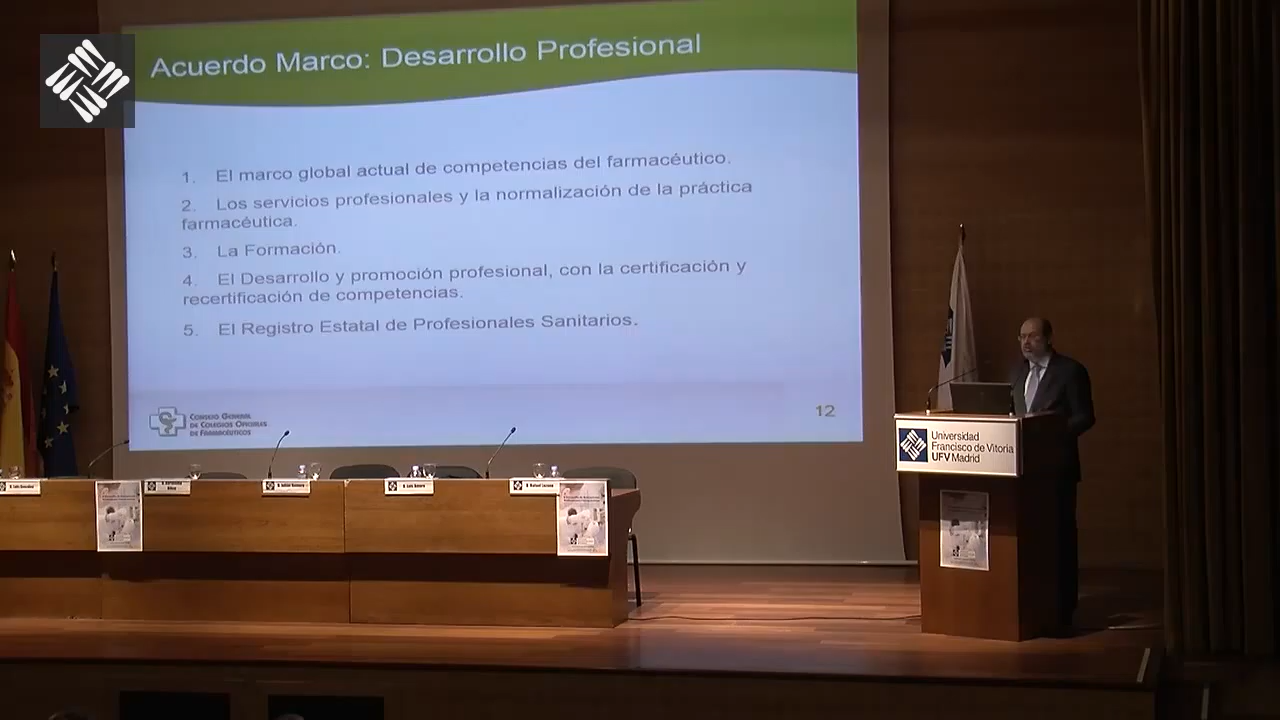 Acuerdo Marco: Desarrollo Profesional
1. El marco global actual de competencias del farmacéutico.
2. Los servicios profesionales y la normalización de la práctica
farmacéutica.
3. La Formación.
4. El Desarrollo y promoción profesional, con la certificación y
recertificación de competencias.
5. El Registro Estatal de Profesionales Sanitarios.
Consejo General
de Colegios Oficiales
de Farmacéuticos
12
Universidad
Francisco de Vitoria
UFV Madrid